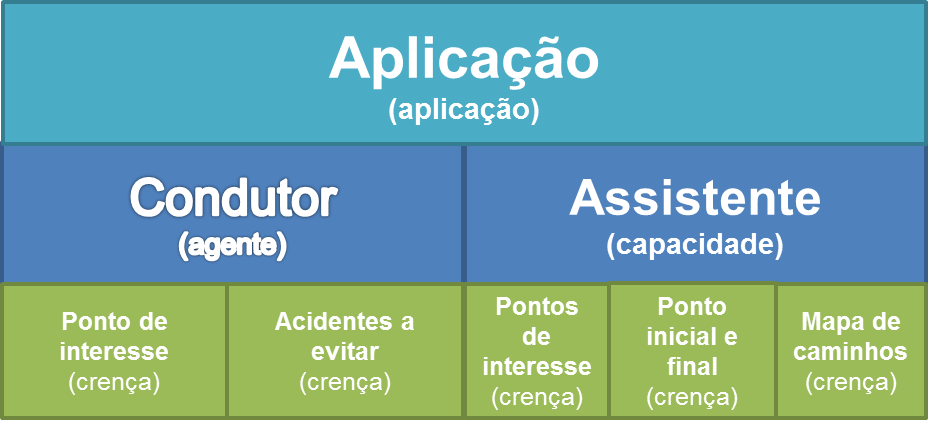 Aplicação
(aplicação)
Condutor
(agente)
Assistente
(capacidade)
Ponto de
interesse
(crença)
Acidentes a
evitar
(crença)
Pontos
de
interesse
(crença)
Ponto
inicial e
final
(crença)
Mapa de
caminhos
(crença)